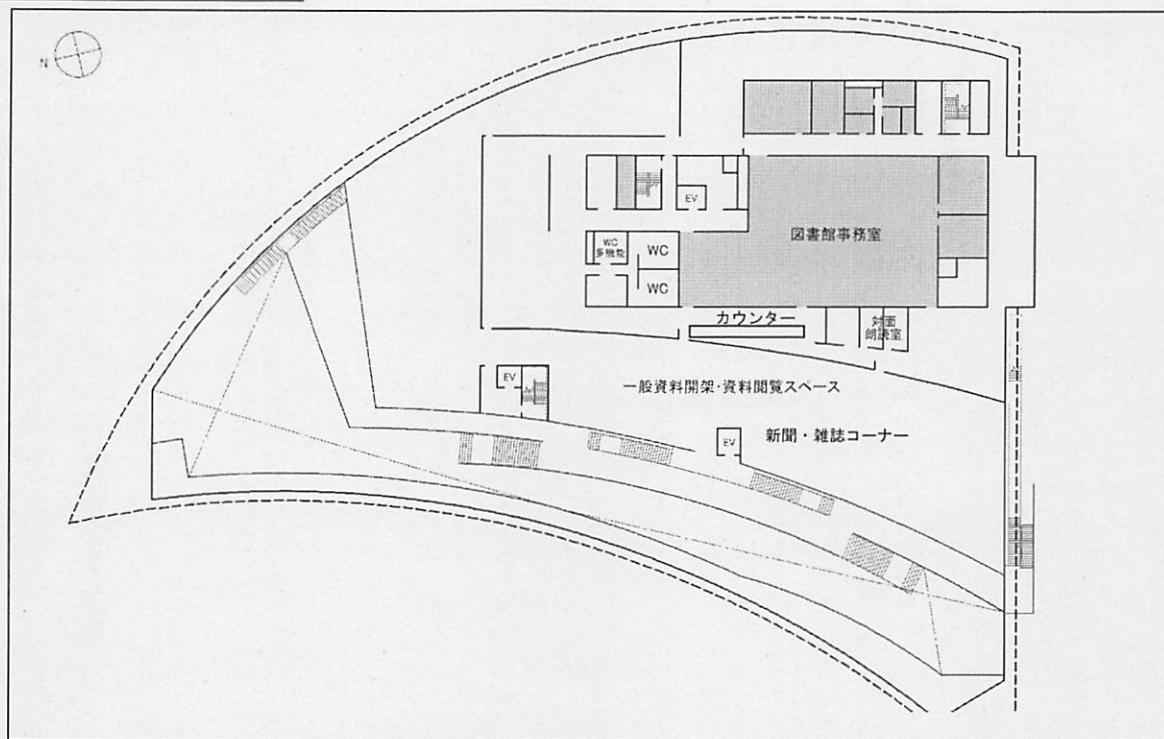 N
EV
図書館事務室
WC
多機能
WC
WC
カウンター
対面
朗読室
EV
一般資料開架・資料閲覧スペース
EV
新聞・雑誌コーナー